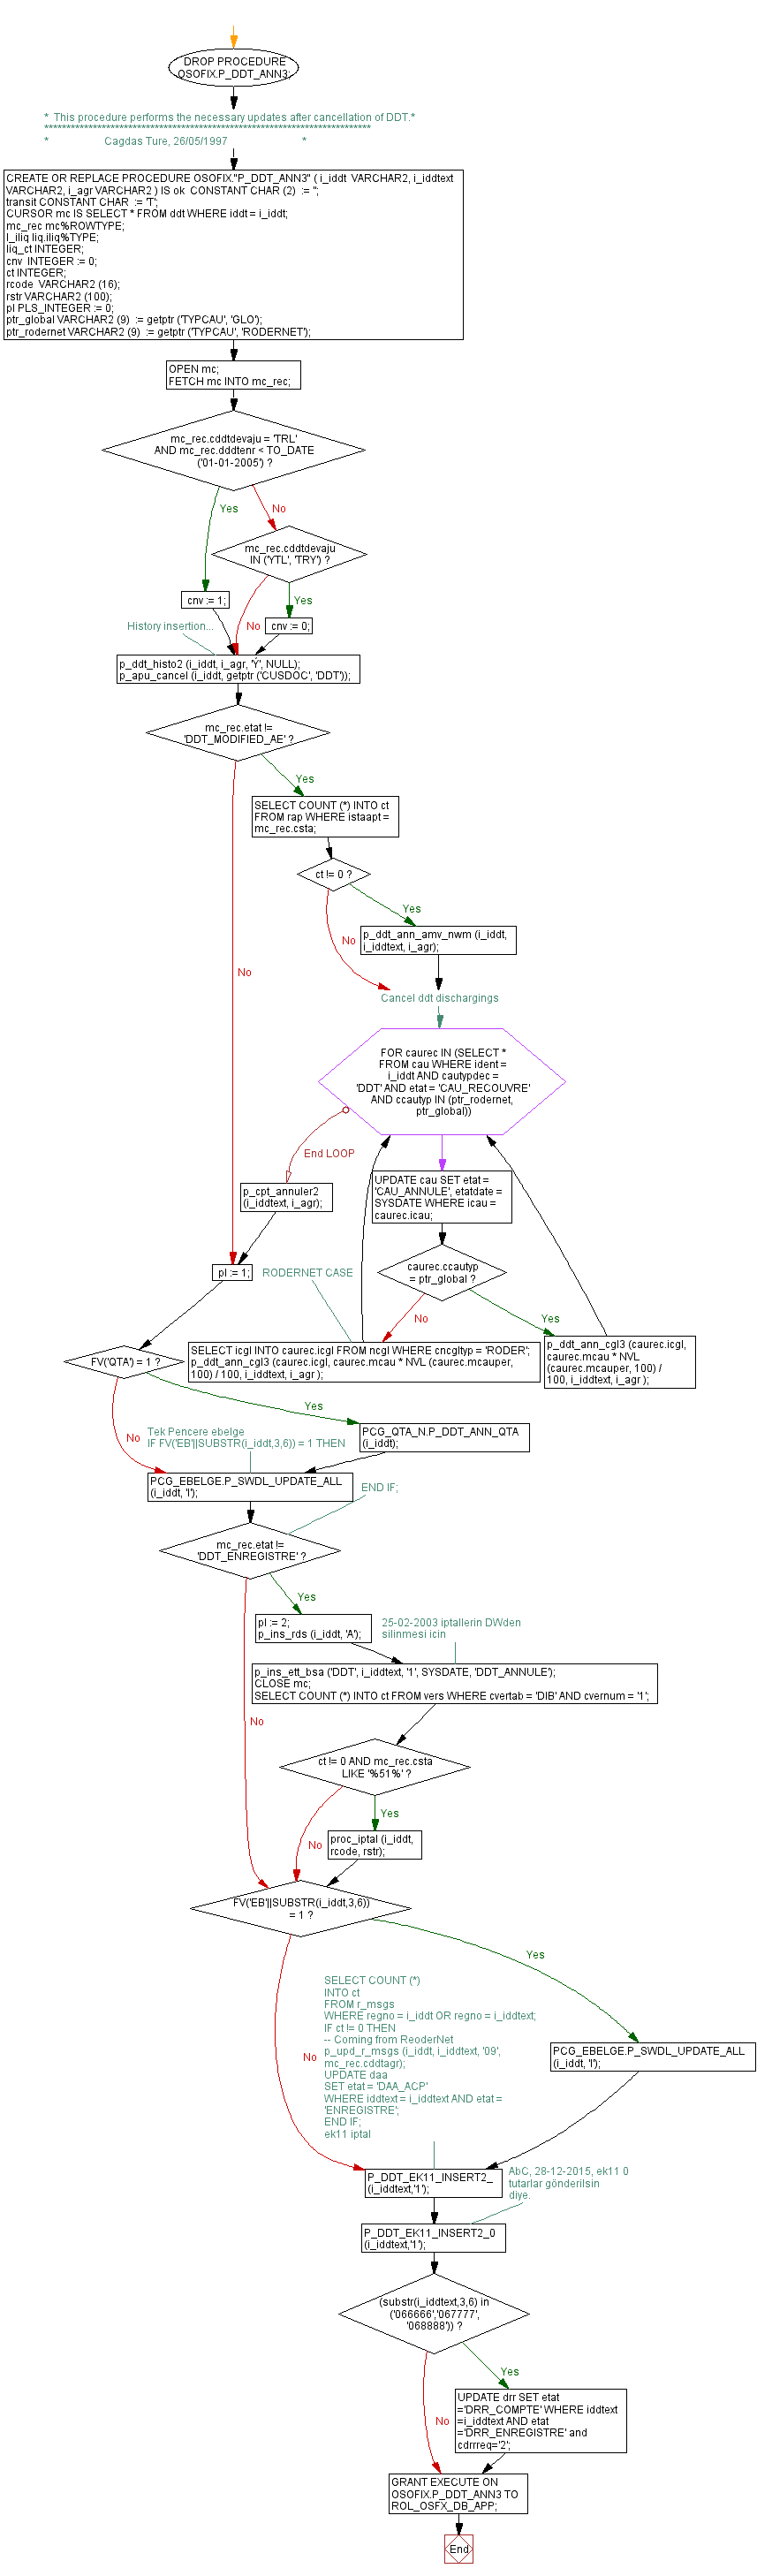 DROP PROCEDURE
OSOFIX.P_DDT_ANN3;
* This procedure performs the necessary updates after cancellation of DDT.*
* Cagdas Ture, 26/05/1997 *
CREATE OR REPLACE PROCEDURE OSOFIX."P_DDT_ANN3" ( i_iddt VARCHAR2, i_iddtext
VARCHAR2, i_agr VARCHAR2 ) IS ok CONSTANT CHAR (2) := '';
transit CONSTANT CHAR := 'T';
CURSOR mc IS SELECT * FROM ddt WHERE iddt = i_iddt;
mc_rec mc%ROWTYPE;
l_iliq liq.iliq%TYPE;
liq_ct INTEGER;
cnv INTEGER := 0;
ct INTEGER;
rcode VARCHAR2 (16);
rstr VARCHAR2 (100);
pl PLS_INTEGER := 0;
ptr_global VARCHAR2 (9) := getptr ('TYPCAU', 'GLO');
ptr_rodernet VARCHAR2 (9) := getptr ('TYPCAU', 'RODERNET');
OPEN mc;
FETCH mc INTO mc_rec;
mc_rec.cddtdevaju = 'TRL'
AND mc_rec.dddtenr < TO_DATE
('01-01-2005') ?
Yes
No
mc_rec.cddtdevaju
IN ('YTL', 'TRY') ?
cnv := 1;
Yes
No
cnv := 0;
History insertion...
p_ddt_histo2 (i_iddt, i_agr, 'Ý', NULL);
p_apu_cancel (i_iddt, getptr ('CUSDOC', 'DDT'));
mc_rec.etat !=
'DDT_MODIFIED_AE' ?
Yes
SELECT COUNT (*) INTO ct
FROM rap WHERE istaapt =
mc_rec.csta;
ct != 0 ?
Yes
No
p_ddt_ann_amv_nwm (i_iddt,
i_iddtext, i_agr);
No
Cancel ddt dischargings
FOR caurec IN (SELECT *
FROM cau WHERE ident =
i_iddt AND cautypdec =
'DDT' AND etat = 'CAU_RECOUVRE'
AND ccautyp IN (ptr_rodernet,
ptr_global))
End LOOP
p_cpt_annuler2
(i_iddtext, i_agr);
UPDATE cau SET etat =
'CAU_ANNULE', etatdate =
SYSDATE WHERE icau =
caurec.icau;
pl := 1;
RODERNET CASE
caurec.ccautyp
= ptr_global ?
No
Yes
SELECT icgl INTO caurec.icgl FROM ncgl WHERE cncgltyp = 'RODER';
p_ddt_ann_cgl3 (caurec.icgl, caurec.mcau * NVL (caurec.mcauper,
100) / 100, i_iddtext, i_agr );
p_ddt_ann_cgl3 (caurec.icgl,
caurec.mcau * NVL
(caurec.mcauper, 100) /
100, i_iddtext, i_agr );
FV('QTA') = 1 ?
Yes
No
Tek Pencere ebelge
IF FV('EB'||SUBSTR(i_iddt,3,6)) = 1 THEN
PCG_QTA_N.P_DDT_ANN_QTA
(i_iddt);
PCG_EBELGE.P_SWDL_UPDATE_ALL
(i_iddt, 'I');
END IF;
mc_rec.etat !=
'DDT_ENREGISTRE' ?
Yes
pl := 2;
p_ins_rds (i_iddt, 'A');
25-02-2003 iptallerin DWden
silinmesi icin
p_ins_ett_bsa ('DDT', i_iddtext, '1', SYSDATE, 'DDT_ANNULE');
CLOSE mc;
SELECT COUNT (*) INTO ct FROM vers WHERE cvertab = 'DIB' AND cvernum = '1';
No
ct != 0 AND mc_rec.csta
LIKE '%51%' ?
Yes
No
proc_iptal (i_iddt,
rcode, rstr);
FV('EB'||SUBSTR(i_iddt,3,6))
= 1 ?
Yes
SELECT COUNT (*)
INTO ct
FROM r_msgs
WHERE regno = i_iddt OR regno = i_iddtext;
IF ct != 0 THEN
-- Coming from ReoderNet
p_upd_r_msgs (i_iddt, i_iddtext, '09',
mc_rec.cddtagr);
UPDATE daa
SET etat = 'DAA_ACP'
WHERE iddtext = i_iddtext AND etat =
'ENREGISTRE';
END IF;
ek11 iptal
No
PCG_EBELGE.P_SWDL_UPDATE_ALL
(i_iddt, 'I');
P_DDT_EK11_INSERT2_
(i_iddtext,'1');
AbC, 28-12-2015, ek11 0
tutarlar gönderilsin
diye.
P_DDT_EK11_INSERT2_0
(i_iddtext,'1');
(substr(i_iddtext,3,6) in
('066666','067777',
'068888')) ?
Yes
No
UPDATE drr SET etat
='DRR_COMPTE' WHERE iddtext
=i_iddtext AND etat
='DRR_ENREGISTRE' and
cdrrreq='2';
GRANT EXECUTE ON
OSOFIX.P_DDT_ANN3 TO
ROL_OSFX_DB_APP;
End